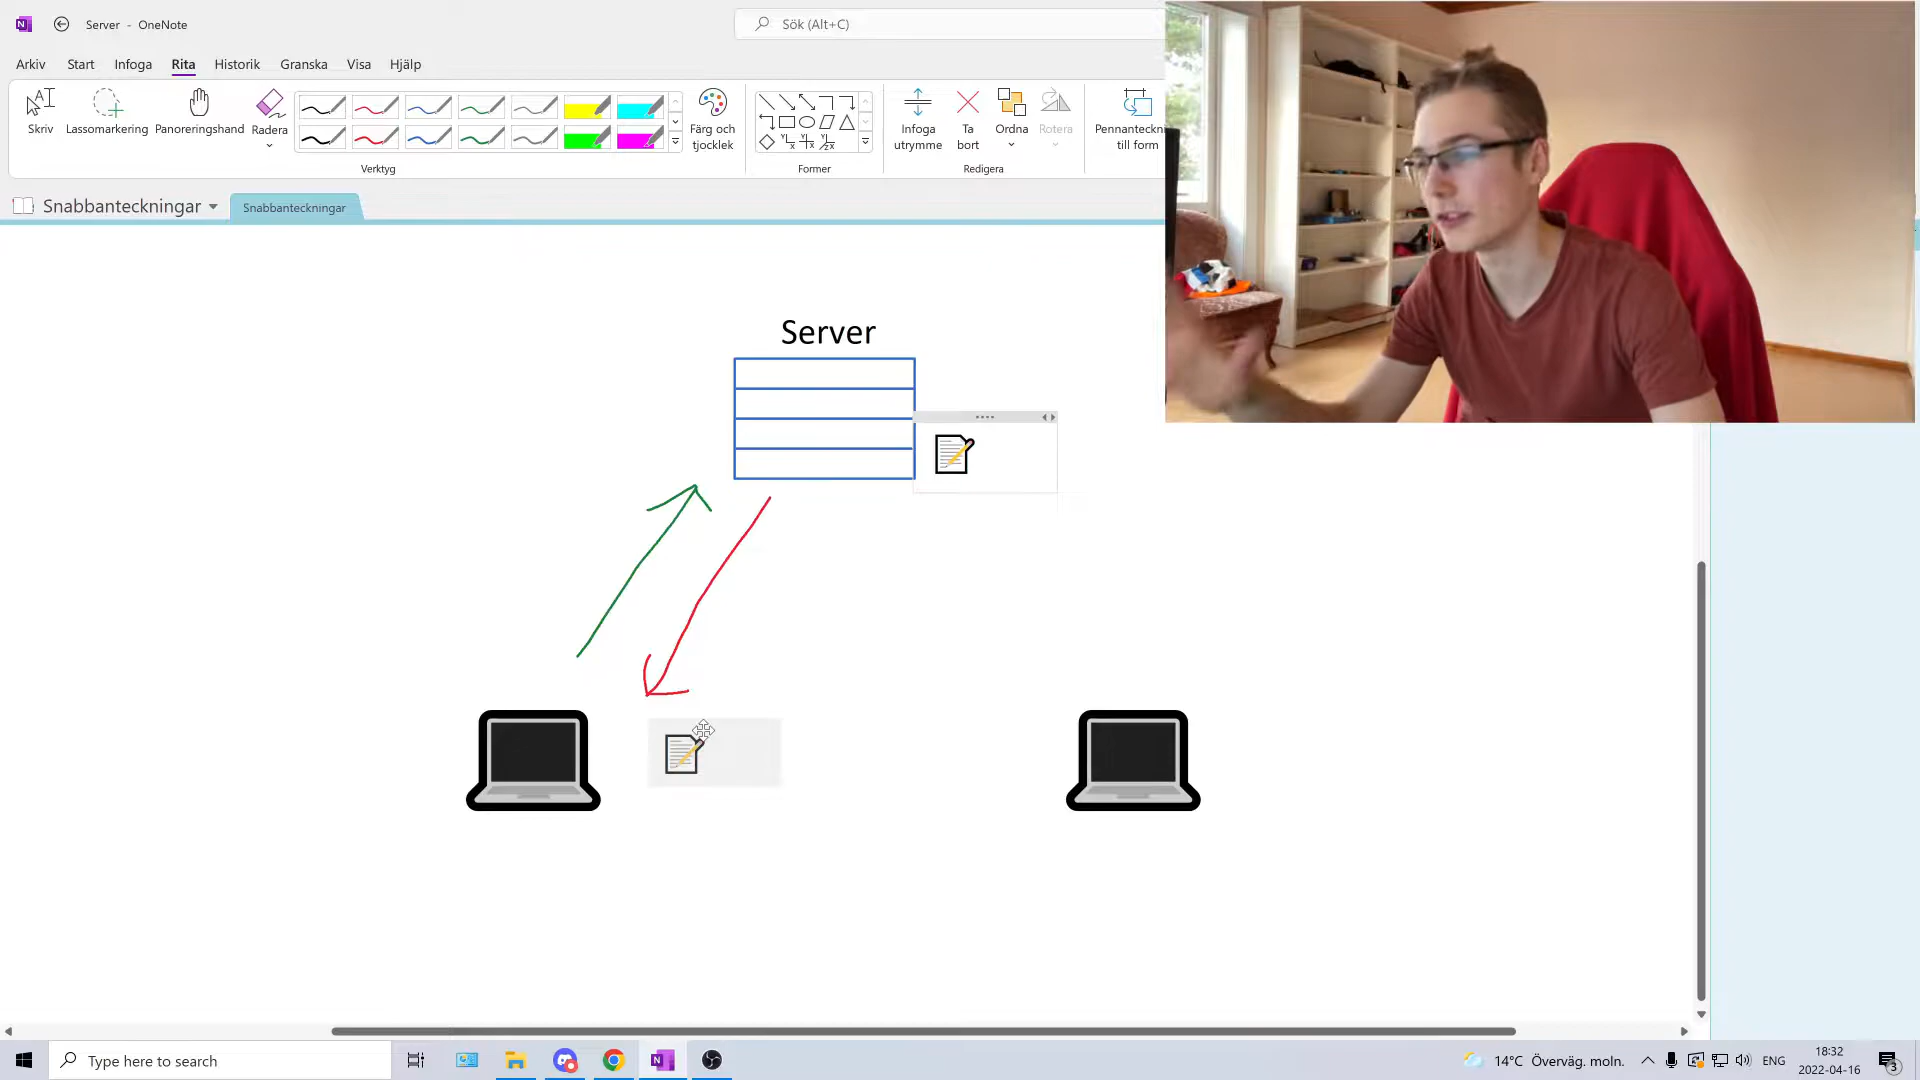 Server - OneNote
Sök (Alt+C)
Arkiv Start Infoga Rita Historik Granska Visa Hjälp
Skriv
Lassomarkering
Panoreringshand
Radera
Färg och
tjocklek
Infoga
utrymme
Ta
bort
Ordna
Rotera
Pennanteckn
till form
Verktyg
Former
Redigera
Snabbanteckningar
Snabbanteckningar
Server
Type here to search
14°C Överväg. moln.
ENG
18:32
2022-04-16
3